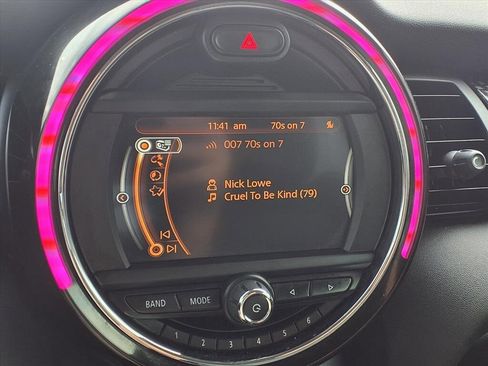 11:41 am 70s on 7
007 70s on 7
Nick Lowe
Cruel To Be Kind (79)
BAND MODE
1 2 3 4 5 6